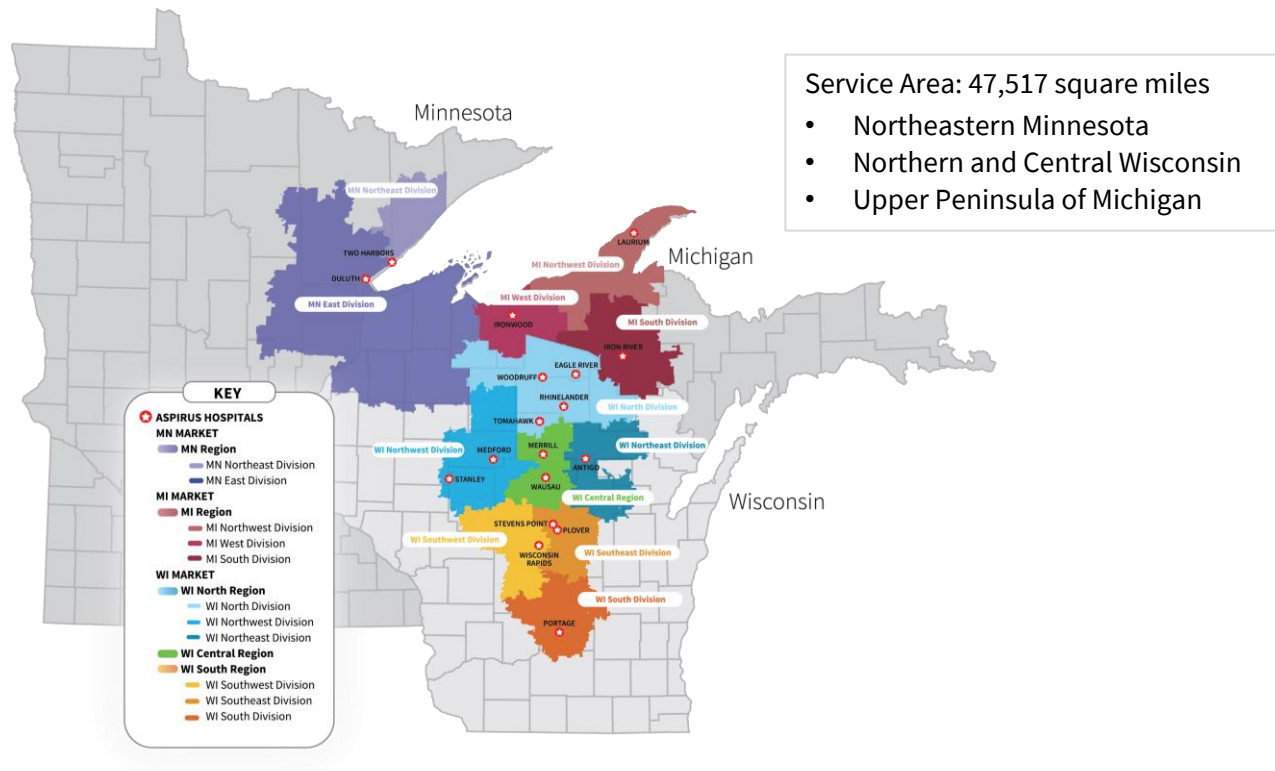 Service Area: 47,517 square miles
• Northeastern Minnesota
• Northern and Central Wisconsin
• Upper Peninsula of Michigan
Minnesota
MN Northeast Division
TWO HARBORS
DULUTH
MN East Division
LAURIUM
Michigan
MI Northwest Division
MI West Division
IRONWOOD
MI South Division
IRON RIVER
EAGLE RIVER
WOODRUFF
RHINELANDER
WI North Division
TOMAHAWK
WI Northwest Division
MEDFORD
MERRILL
WI Northeast Division
ANTIGO
STANLEY
WAUSAU
WI Central Region
Wisconsin
STEVENS POINT
PLOVER
WI Southwest Division
WISCONSIN
RAPIDS
WI Southeast Division
WI South Division
PORTAGE
KEY
ASPIRUS HOSPITALS
MN MARKET
MN Region
MN Northeast Division
MN East Division
MI MARKET
MI Region
MI Northwest Division
MI West Division
MI South Division
WI MARKET
WI North Region
WI North Division
WI Northwest Division
WI Northeast Division
WI Central Region
WI South Region
WI Southwest Division
WI Southeast Division
WI South Division